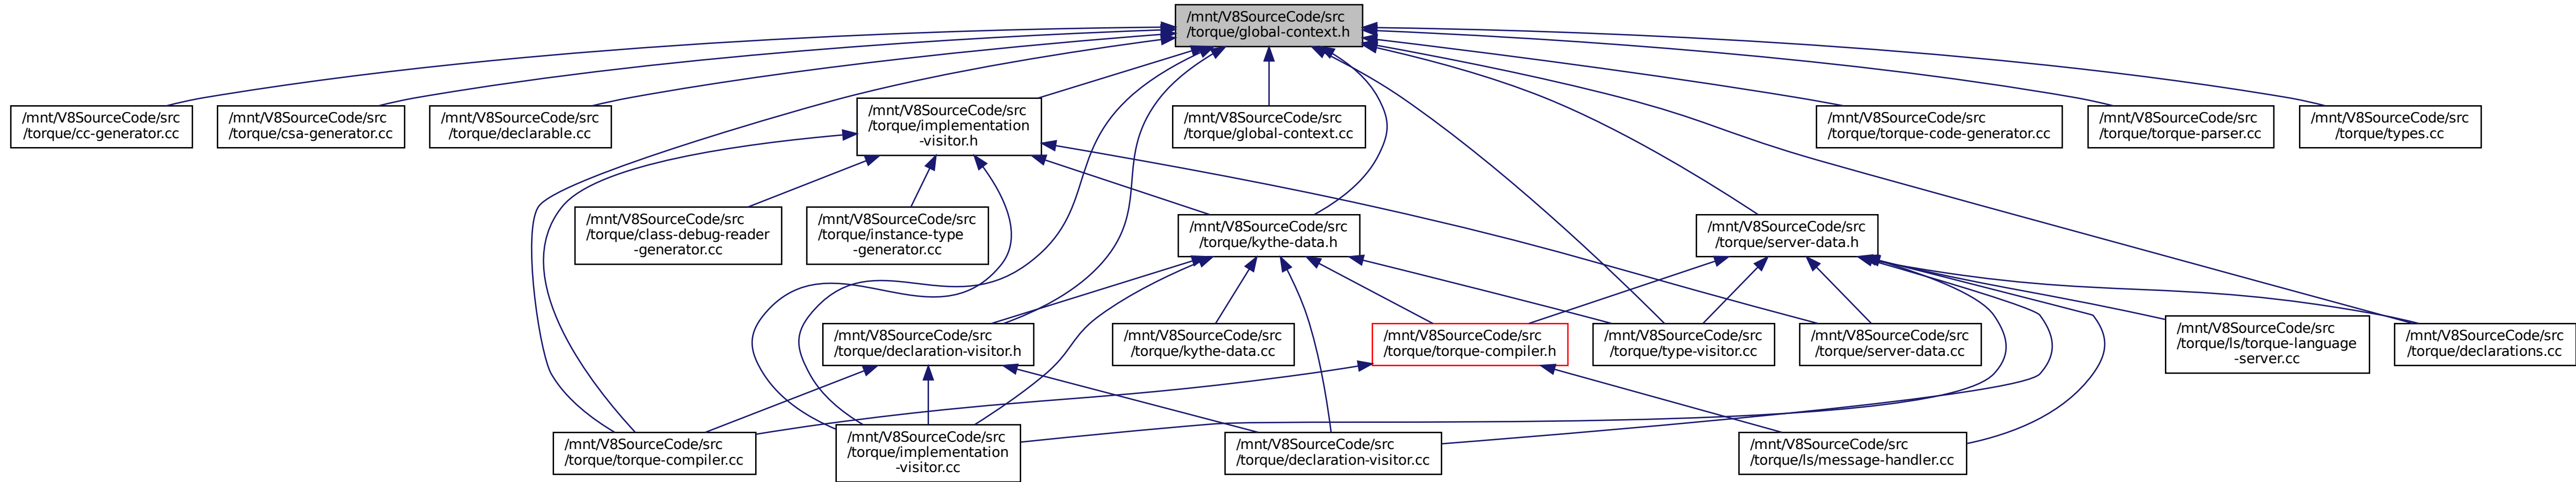 /mnt/V8SourceCode/src
/torque/global-context.h
/mnt/V8SourceCode/src
/torque/cc-generator.cc
/mnt/V8SourceCode/src
/torque/csa-generator.cc
/mnt/V8SourceCode/src
/torque/declarable.cc
/mnt/V8SourceCode/src
/torque/implementation
-visitor.h
/mnt/V8SourceCode/src
/torque/global-context.cc
/mnt/V8SourceCode/src
/torque/torque-code-generator.cc
/mnt/V8SourceCode/src
/torque/torque-parser.cc
/mnt/V8SourceCode/src
/torque/types.cc
/mnt/V8SourceCode/src
/torque/class-debug-reader
-generator.cc
/mnt/V8SourceCode/src
/torque/instance-type
-generator.cc
/mnt/V8SourceCode/src
/torque/kythe-data.h
/mnt/V8SourceCode/src
/torque/server-data.h
/mnt/V8SourceCode/src
/torque/declaration-visitor.h
/mnt/V8SourceCode/src
/torque/kythe-data.cc
/mnt/V8SourceCode/src
/torque/torque-compiler.h
/mnt/V8SourceCode/src
/torque/type-visitor.cc
/mnt/V8SourceCode/src
/torque/server-data.cc
/mnt/V8SourceCode/src
/torque/ls/torque-language
-server.cc
/mnt/V8SourceCode/src
/torque/declarations.cc
/mnt/V8SourceCode/src
/torque/torque-compiler.cc
/mnt/V8SourceCode/src
/torque/implementation
-visitor.cc
/mnt/V8SourceCode/src
/torque/declaration-visitor.cc
/mnt/V8SourceCode/src
/torque/ls/message-handler.cc